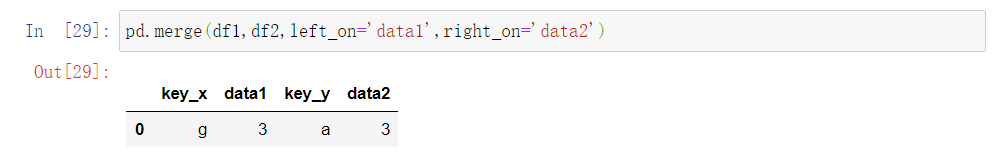 In [29]: pd.merge(df1,df2,left_on='data1',right_on='data2')
Out[29]:
key_x data1 key_y data2
0 g 3 a 3